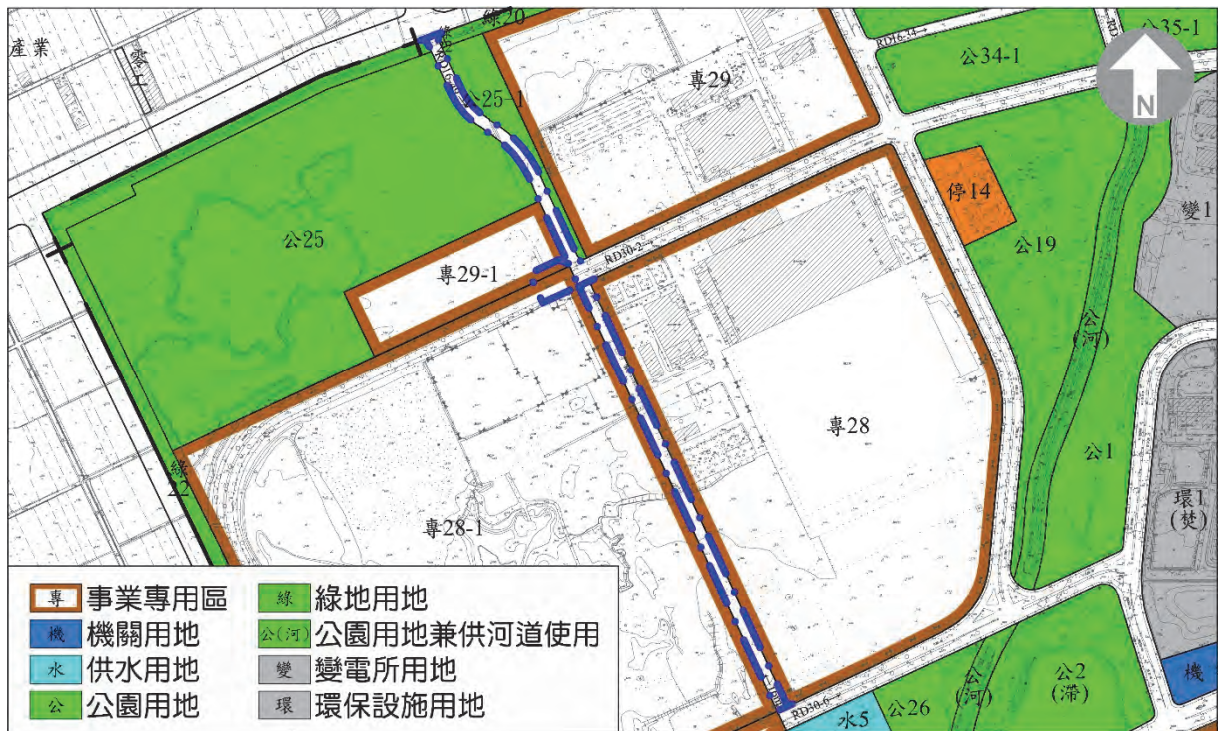 產業
零工
綠20
公25-1
專29
RD16-14
公34-1
公35-1
N
停14
變1
公25
公19
RD30-2
專29-1
公
(河)
專28
公1
綠
22
環1
(焚)
專28-1
專 事業專用區
綠 綠地用地
機 機關用地
公(河) 公園用地兼供河道使用
水 供水用地
變 變電所用地
公 公園用地
環 環保設施用地
RD30-6
水5
公26
公
(河)
公2
(滯)
機